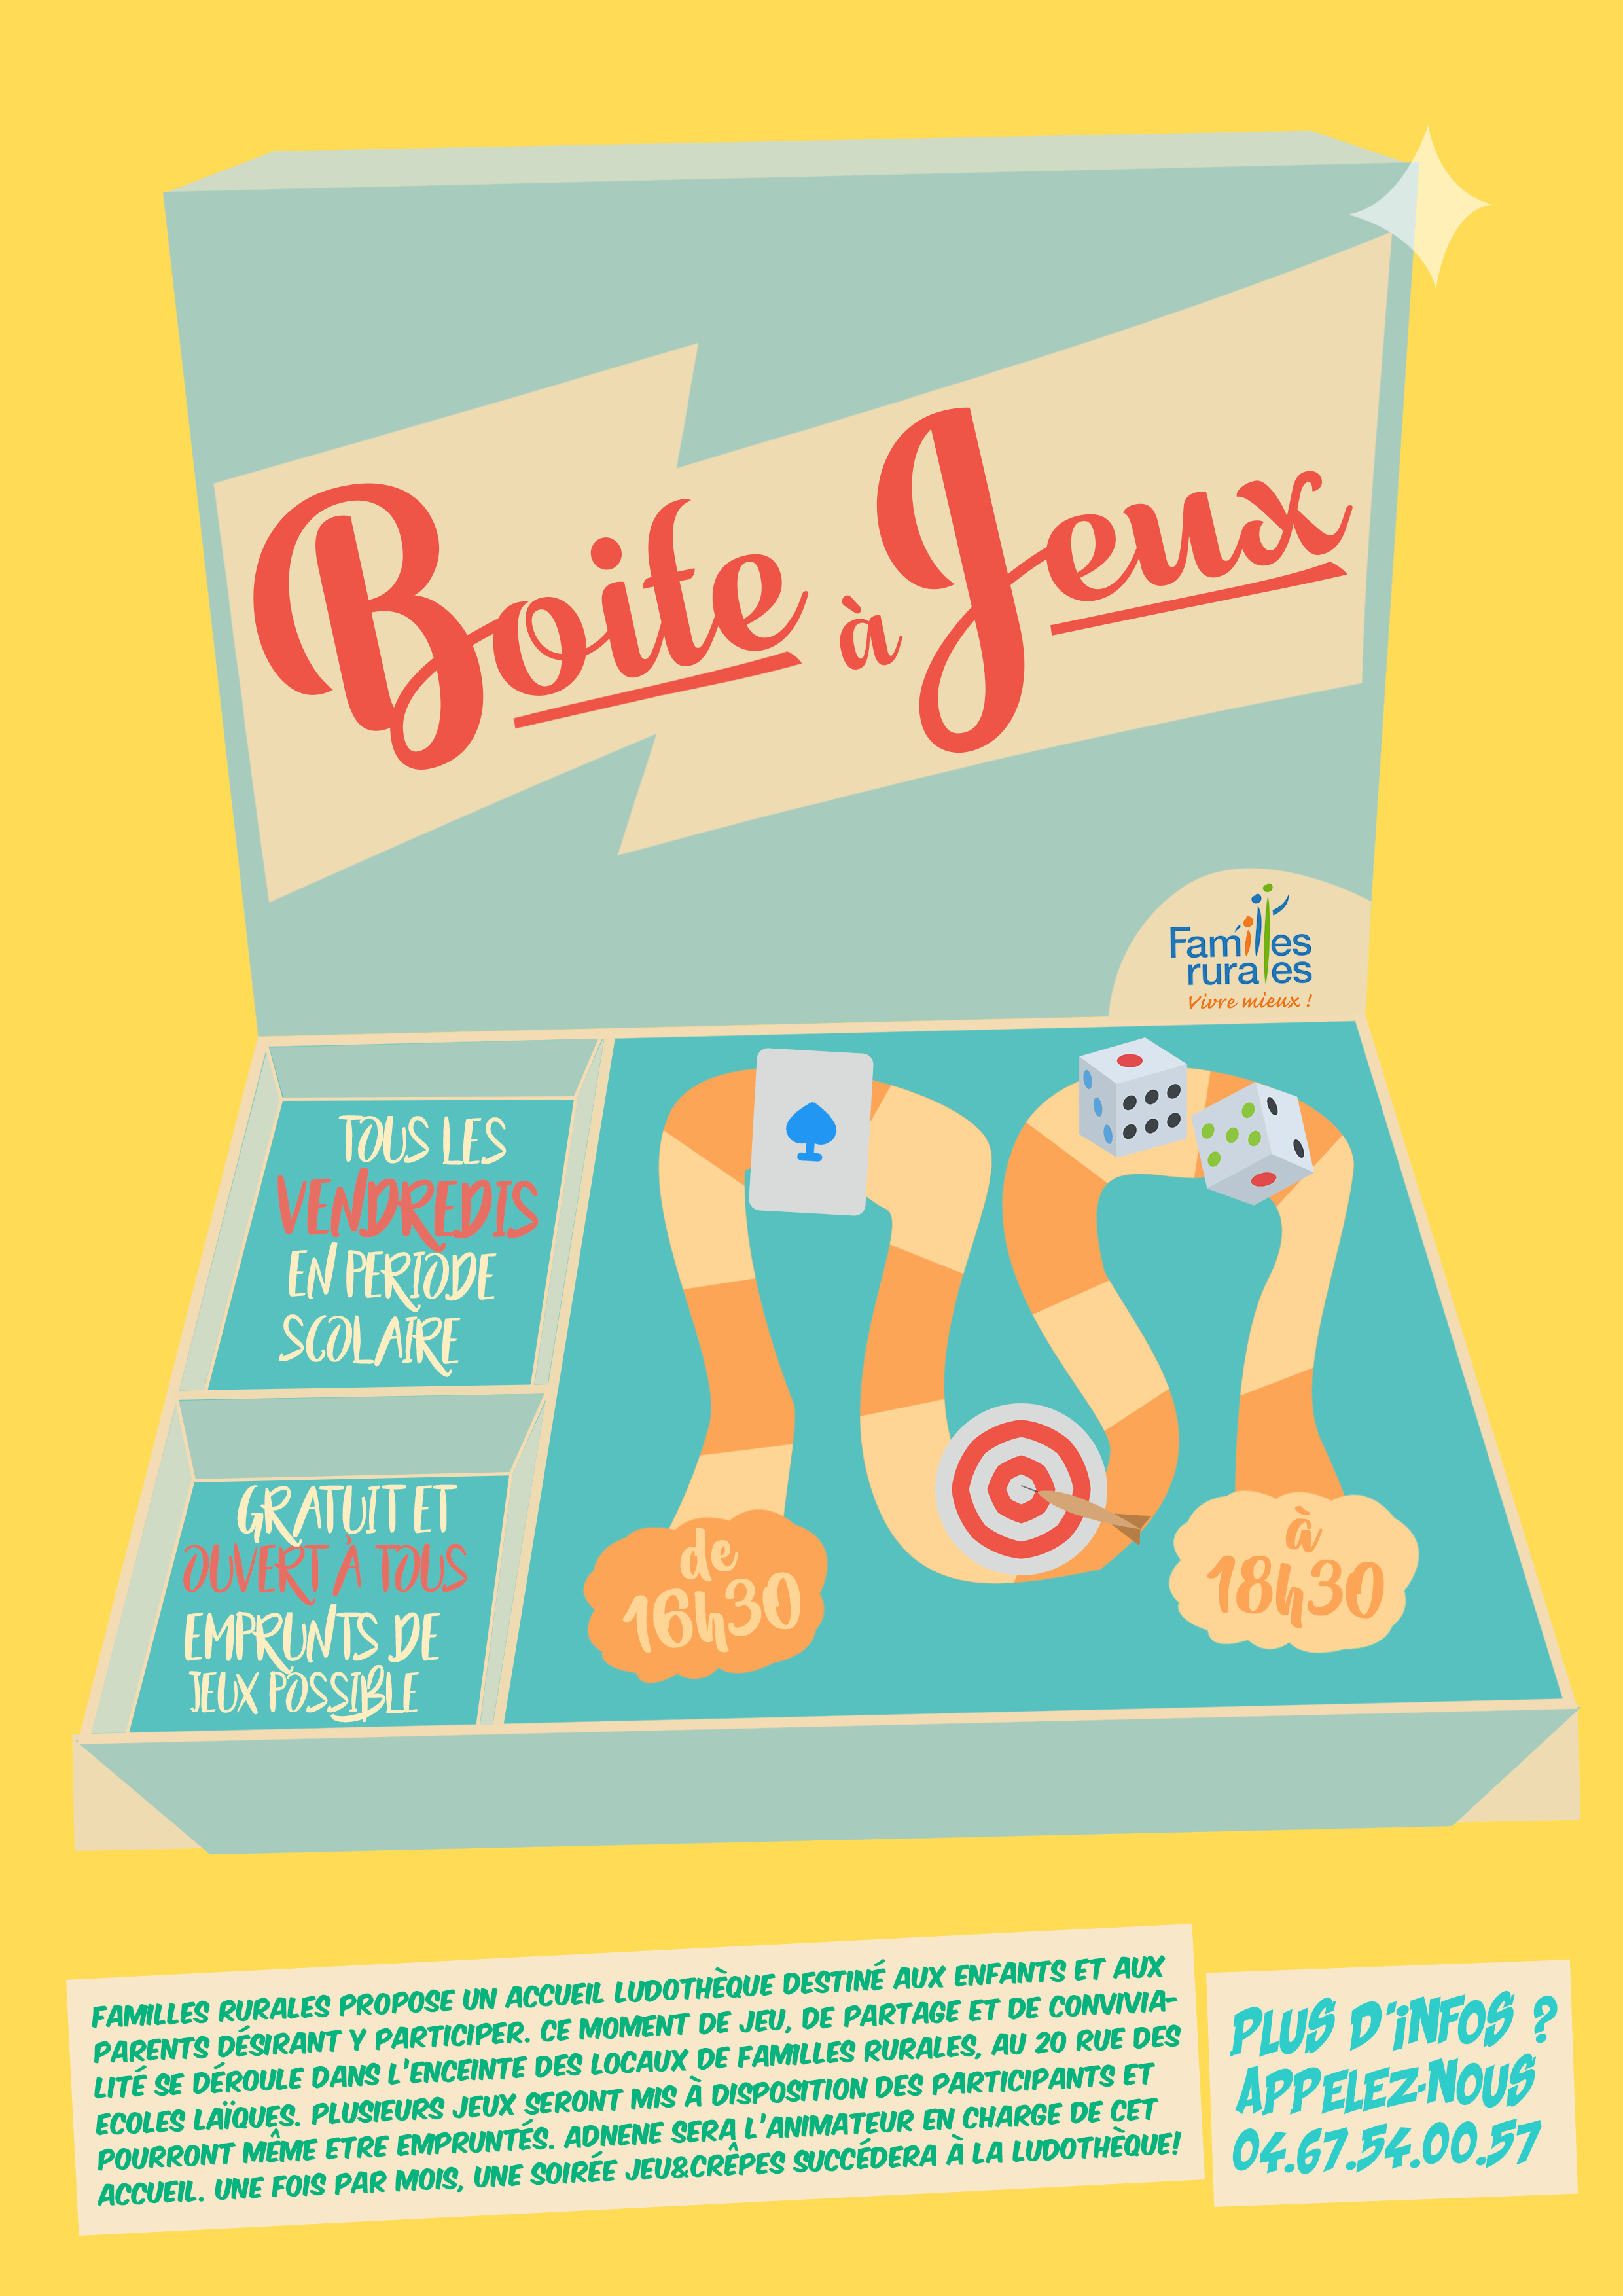 Boite à Jeux
Familles
rurales
Vivre mieux !
TOUS LES
VENDREDIS
EN PERIODE
SCOLAIRE
GRATUIT ET
OUVERT À TOUS
EMPRUNTS DE
JEUX POSSIBLE
de
16h30
à
18h30
FAMILLES RURALES PROPOSE UN ACCUEIL LUDOTHÈQUE DESTINÉ AUX ENFANTS ET AUX
PARENTS DÉSIRANT Y PARTICIPER. CE MOMENT DE JEU, DE PARTAGE ET DE CONVIVIA-
LITÉ SE DÉROULE DANS L'ENCEINTE DES LOCAUX DE FAMILLES RURALES, AU 20 RUE DES
ECOLES LAÏQUES. PLUSIEURS JEUX SERONT MIS À DISPOSITION DES PARTICIPANTS ET
POURRONT MÊME ETRE EMPRUNTÉS. ADNENE SERA L'ANIMATEUR EN CHARGE DE CET
ACCUEIL. UNE FOIS PAR MOIS, UNE SOIRÉE JEU&CRÊPES SUCCÉDERA À LA LUDOTHÈQUE!
PLUS D'INFOS ?
APPELEZ-NOUS
04.67.54.00.57